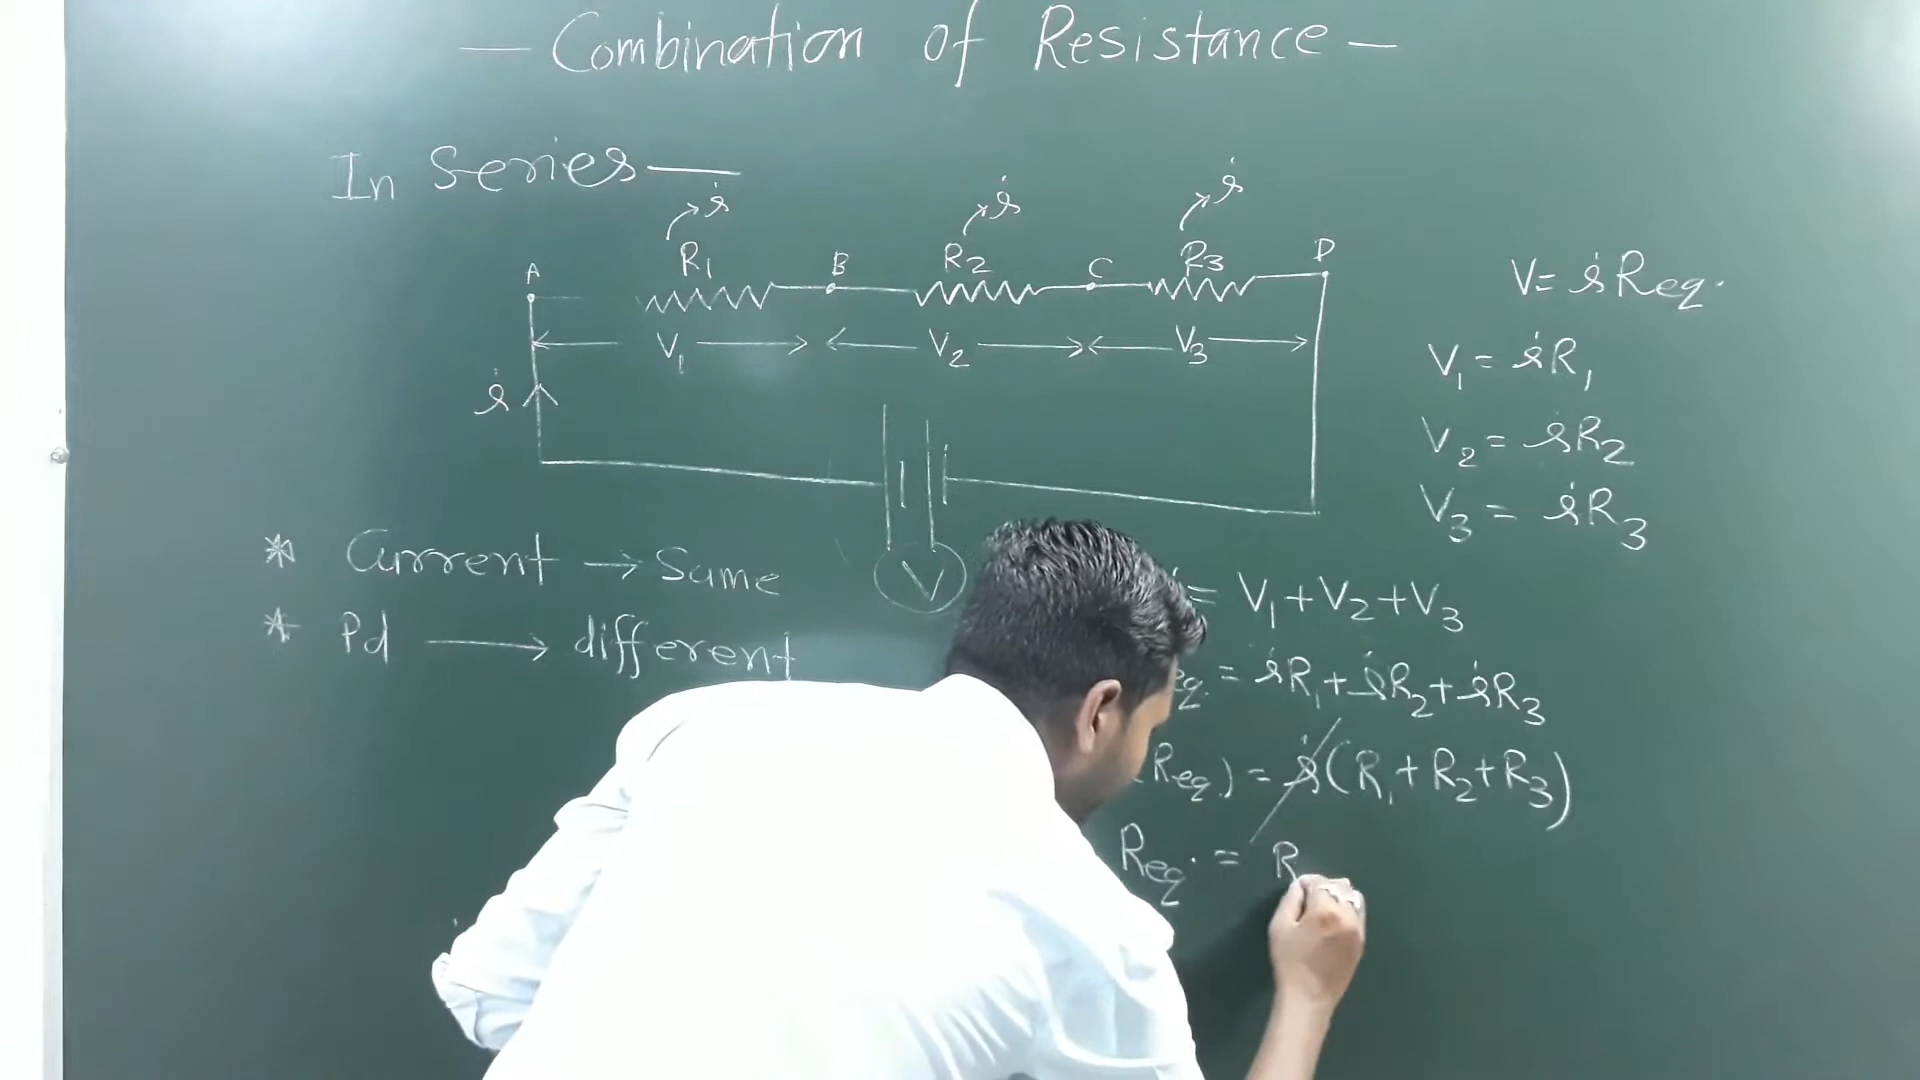 — Combination of Resistance —
In Series —
i i i
R1 R2 R3
A B C D
V1 V2 V3
i
V
* Current → Same
* Pd → different
V = iReq.
V1 = iR1
V2 = iR2
V3 = iR3
= V1 + V2 + V3
eq. = iR1 + iR2 + iR3
(Req.) = i(R1 + R2 + R3)
Req. = R